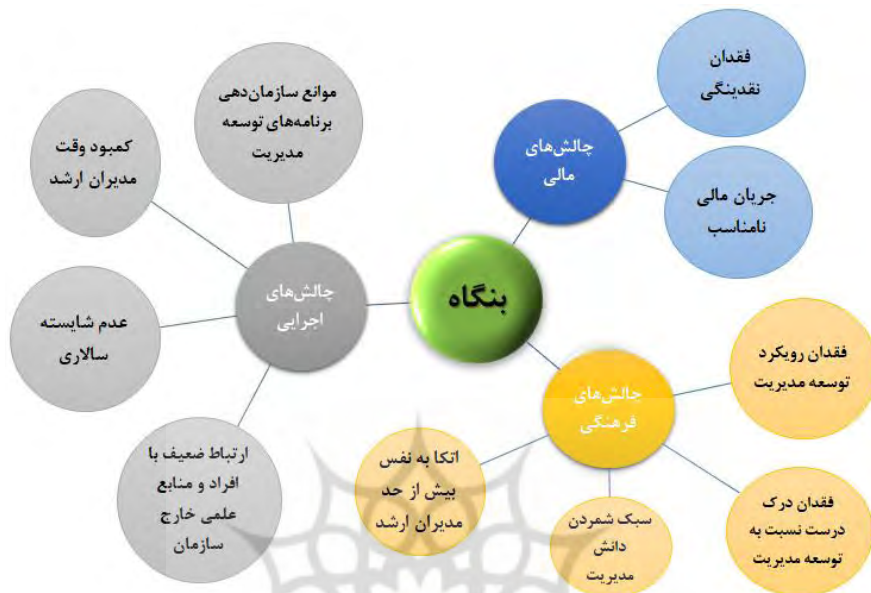 بنگاه
چالش‌های
مالی
فقدان
نقدینگی
جریان مالی
نامناسب
چالش‌های
فرهنگی
فقدان رویکرد
توسعه مدیریت
فقدان درک
درست نسبت به
توسعه مدیریت
سبک شمردن
دانش
مدیریت
اتکا به نفس
بیش از حد
مدیران ارشد
چالش‌های
اجرایی
موانع سازمان‌دهی
برنامه‌های توسعه
مدیریت
کمبود وقت
مدیران ارشد
عدم شایسته
سالاری
ارتباط ضعیف با
افراد و منابع
علمی خارج
سازمان